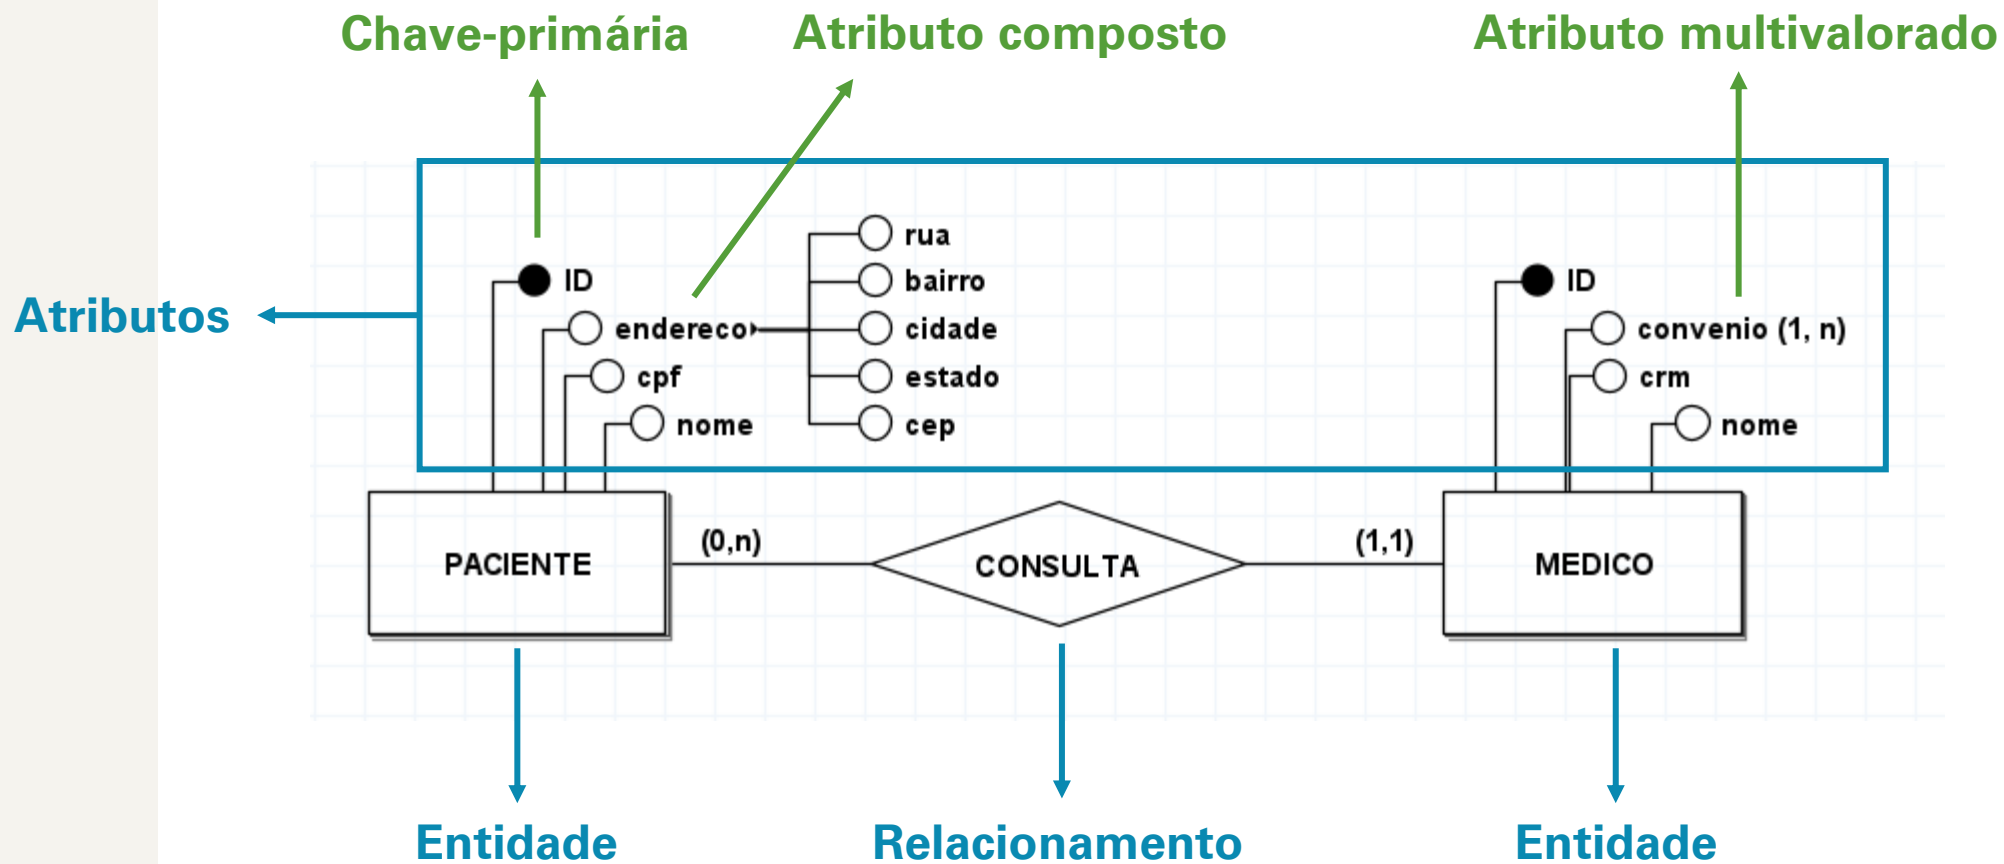 Chave-primária
Atributo composto
Atributo multivalorado
Atributos
ID
endereco
cpf
nome
rua
bairro
cidade
estado
cep
ID
convenio (1, n)
crm
nome
PACIENTE
(0,n)
CONSULTA
(1,1)
MEDICO
Entidade
Relacionamento
Entidade